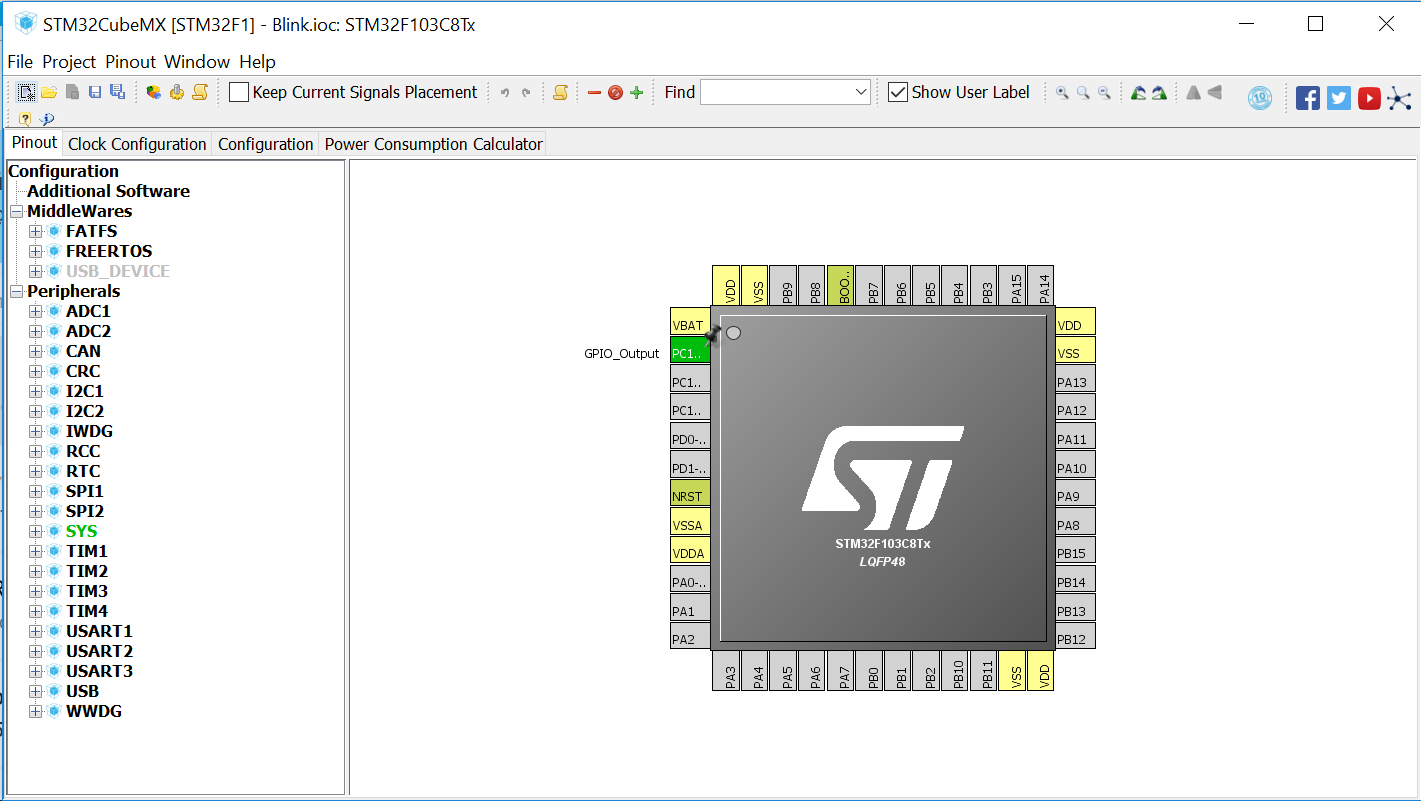 STM32CubeMX [STM32F1] - Blink.ioc: STM32F103C8Tx
File Project Pinout Window Help
Keep Current Signals Placement Find Show User Label
10
Pinout Clock Configuration Configuration Power Consumption Calculator
Configuration
Additional Software
MiddleWares
FATFS
FREERTOS
USB_DEVICE
Peripherals
ADC1
ADC2
CAN
CRC
I2C1
I2C2
IWDG
RCC
RTC
SPI1
SPI2
SYS
TIM1
TIM2
TIM3
TIM4
USART1
USART2
USART3
USB
WWDG
VDD VSS PB9 PB8 BOO.. PB7 PB6 PB5 PB4 PB3 PA15 PA14
VBAT
GPIO_Output PC1..
PC1..
PC1..
PD0-..
PD1-..
NRST
VSSA
VDDA
PA0-..
PA1
PA2
ST
STM32F103C8Tx
LQFP48
VDD
VSS
PA13
PA12
PA11
PA10
PA9
PA8
PB15
PB14
PB13
PB12
PA3 PA4 PA5 PA6 PA7 PB0 PB1 PB2 PB10 PB11 VSS VDD